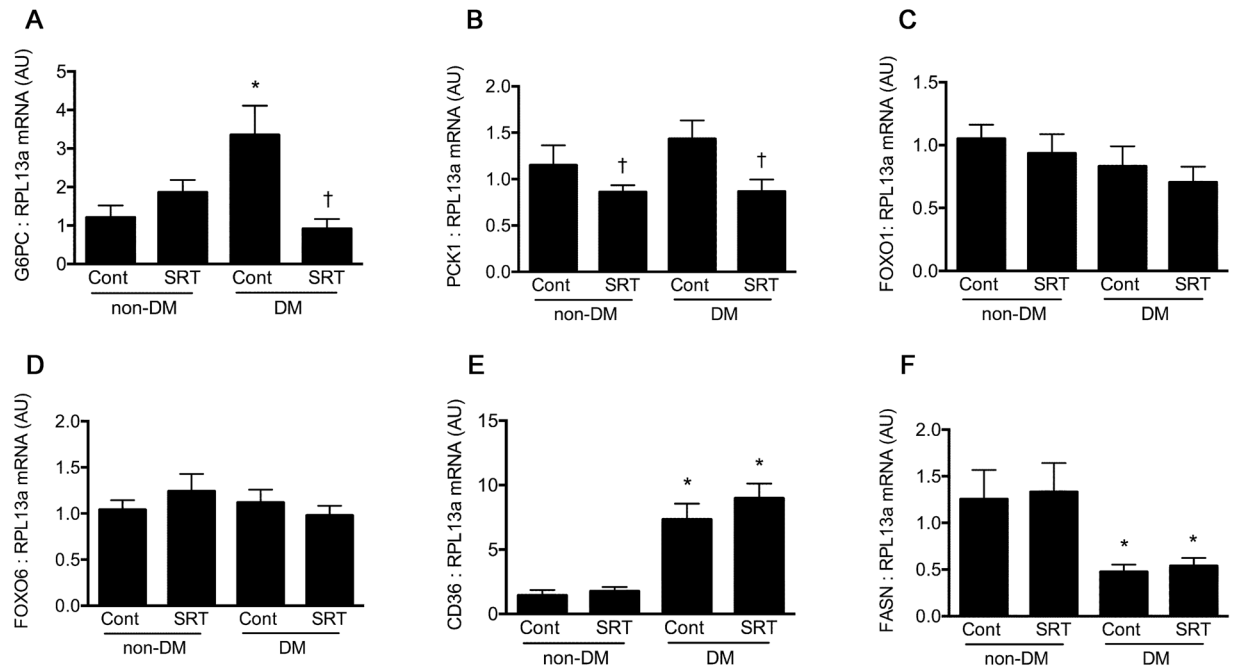 A
G6PC : RPL13a mRNA (AU)
5
4
3
2
1
0
*
†
Cont SRT Cont SRT
non-DM DM
B
PCK1 : RPL13a mRNA (AU)
2.0
1.5
1.0
0.5
0.0
† †
Cont SRT Cont SRT
non-DM DM
C
FOXO1: RPL13a mRNA (AU)
1.5
1.0
0.5
0.0
Cont SRT Cont SRT
non-DM DM
D
FOXO6 : RPL13a mRNA (AU)
2.0
1.5
1.0
0.5
0.0
Cont SRT Cont SRT
non-DM DM
E
CD36 : RPL13a mRNA (AU)
15
10
5
0
* *
Cont SRT Cont SRT
non-DM DM
F
FASN : RPL13a mRNA (AU)
2.0
1.5
1.0
0.5
0.0
* *
Cont SRT Cont SRT
non-DM DM